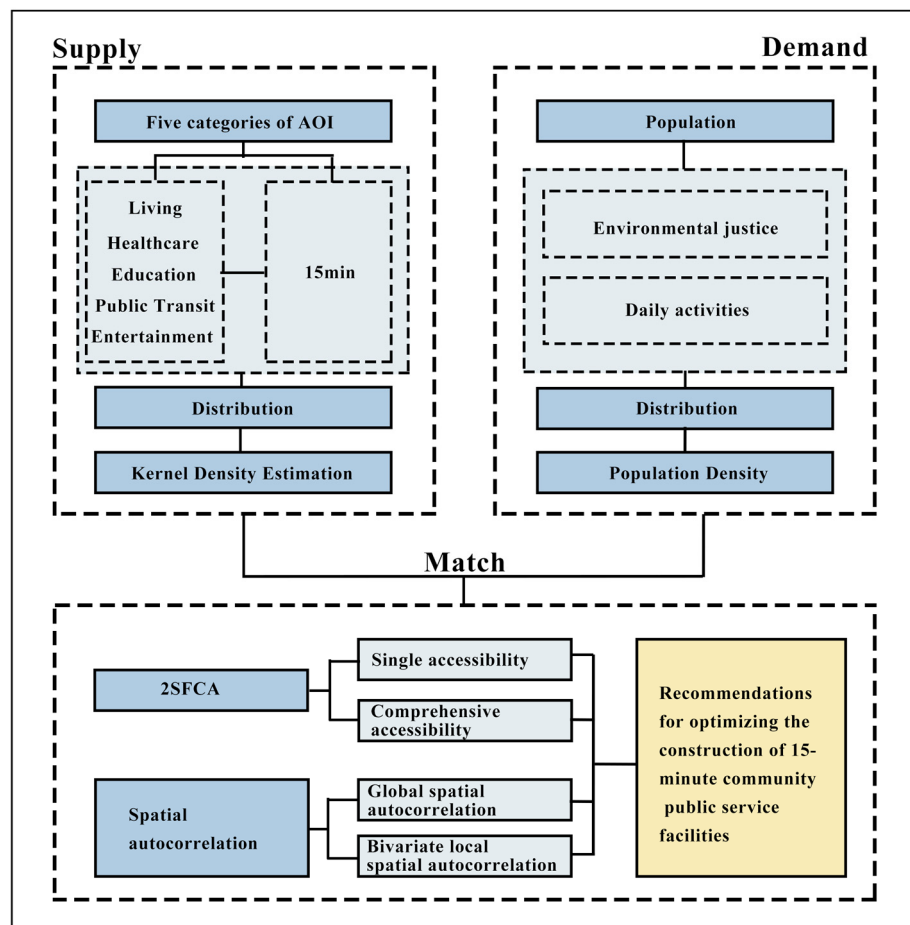 Supply
Demand
Five categories of AOI
Living
Healthcare
Education
Public Transit
Entertainment
15min
Distribution
Kernel Density Estimation
Population
Environmental justice
Daily activities
Distribution
Population Density
Match
2SFCA
Single accessibility
Comprehensive
accessibility
Spatial
autocorrelation
Global spatial
autocorrelation
Bivariate local
spatial autocorrelation
Recommendations
for optimizing the
construction of 15-
minute community
public service
facilities